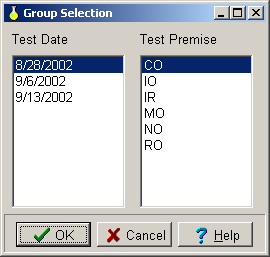 Group Selection
Test Date
8/28/2002
9/6/2002
9/13/2002
Test Premise
CO
IO
IR
MO
NO
RO
OK
Cancel
Help